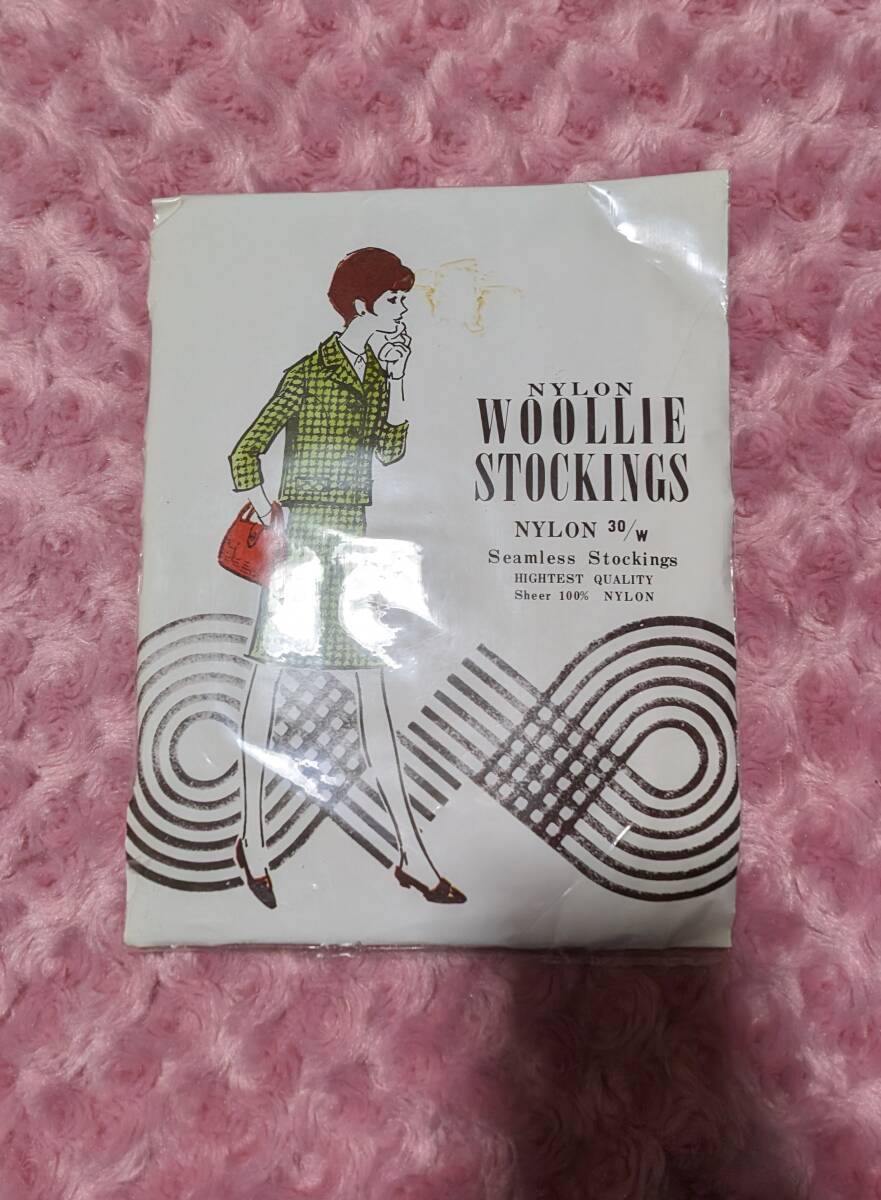 NYLON
WOOLLIE
STOCKINGS
NYLON 30/W
Seamless Stockings
HIGHTEST QUALITY
Sheer 100% NYLON